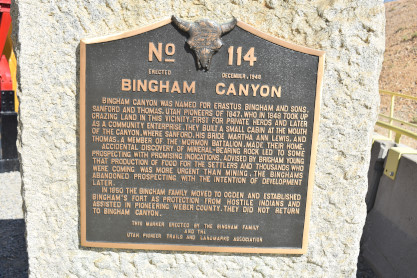 No 114
ERECTED DECEMBER, 1948
BINGHAM CANYON
BINGHAM CANYON WAS NAMED FOR ERASTUS BINGHAM AND SONS,
SANFORD AND THOMAS, UTAH PIONEERS OF 1847, WHO IN 1848 TOOK UP
GRAZING LAND IN THIS VICINITY, FIRST FOR PRIVATE HERDS AND LATER
AS A COMMUNITY ENTERPRISE. THEY BUILT A SMALL CABIN AT THE MOUTH
OF THE CANYON, WHERE SANFORD, HIS BRIDE MARTHA ANN LEWIS, AND
THOMAS, A MEMBER OF THE MORMON BATTALION, MADE THEIR HOME.
ACCIDENTAL DISCOVERY OF MINERAL-BEARING ROCK LED TO SOME
PROSPECTING WITH PROMISING INDICATIONS. ADVISED BY BRIGHAM YOUNG
THAT PRODUCTION OF FOOD FOR THE SETTLERS AND THOUSANDS WHO
WERE COMING WAS MORE URGENT THAN MINING, THE BINGHAMS
ABANDONED PROSPECTING WITH THE INTENTION OF DEVELOPMENT
LATER.
IN 1850 THE BINGHAM FAMILY MOVED TO OGDEN AND ESTABLISHED
BINGHAM'S FORT AS PROTECTION FROM HOSTILE INDIANS AND
ASSISTED IN PIONEERING WEBER COUNTY. THEY DID NOT RETURN
TO BINGHAM CANYON.
THIS MARKER ERECTED BY THE BINGHAM FAMILY
AND THE
UTAH PIONEER TRAILS AND LANDMARKS ASSOCIATION